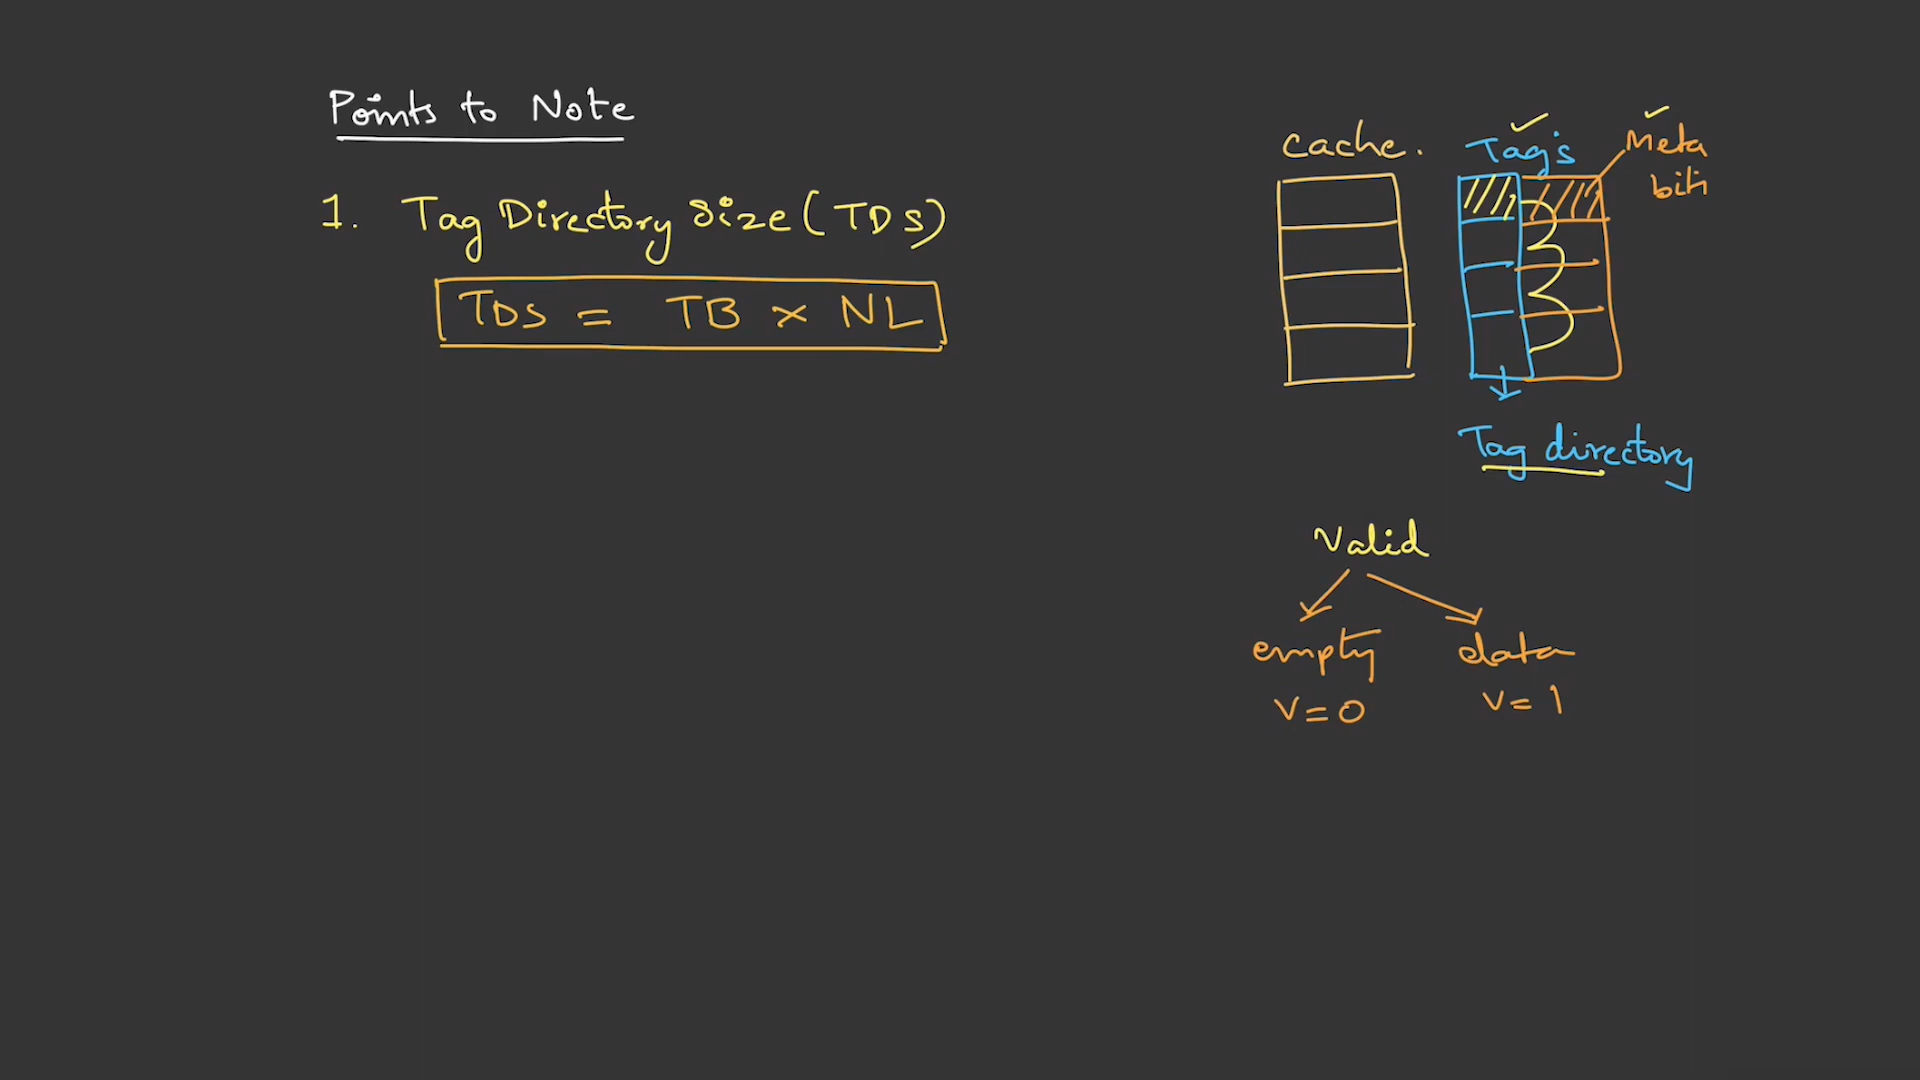 Points to Note
1. Tag Directory Size (TDS)
TDS = TB × NL
cache.
Tag's
Meta
bits
Tag directory
Valid
empty
data
V=0
V=1